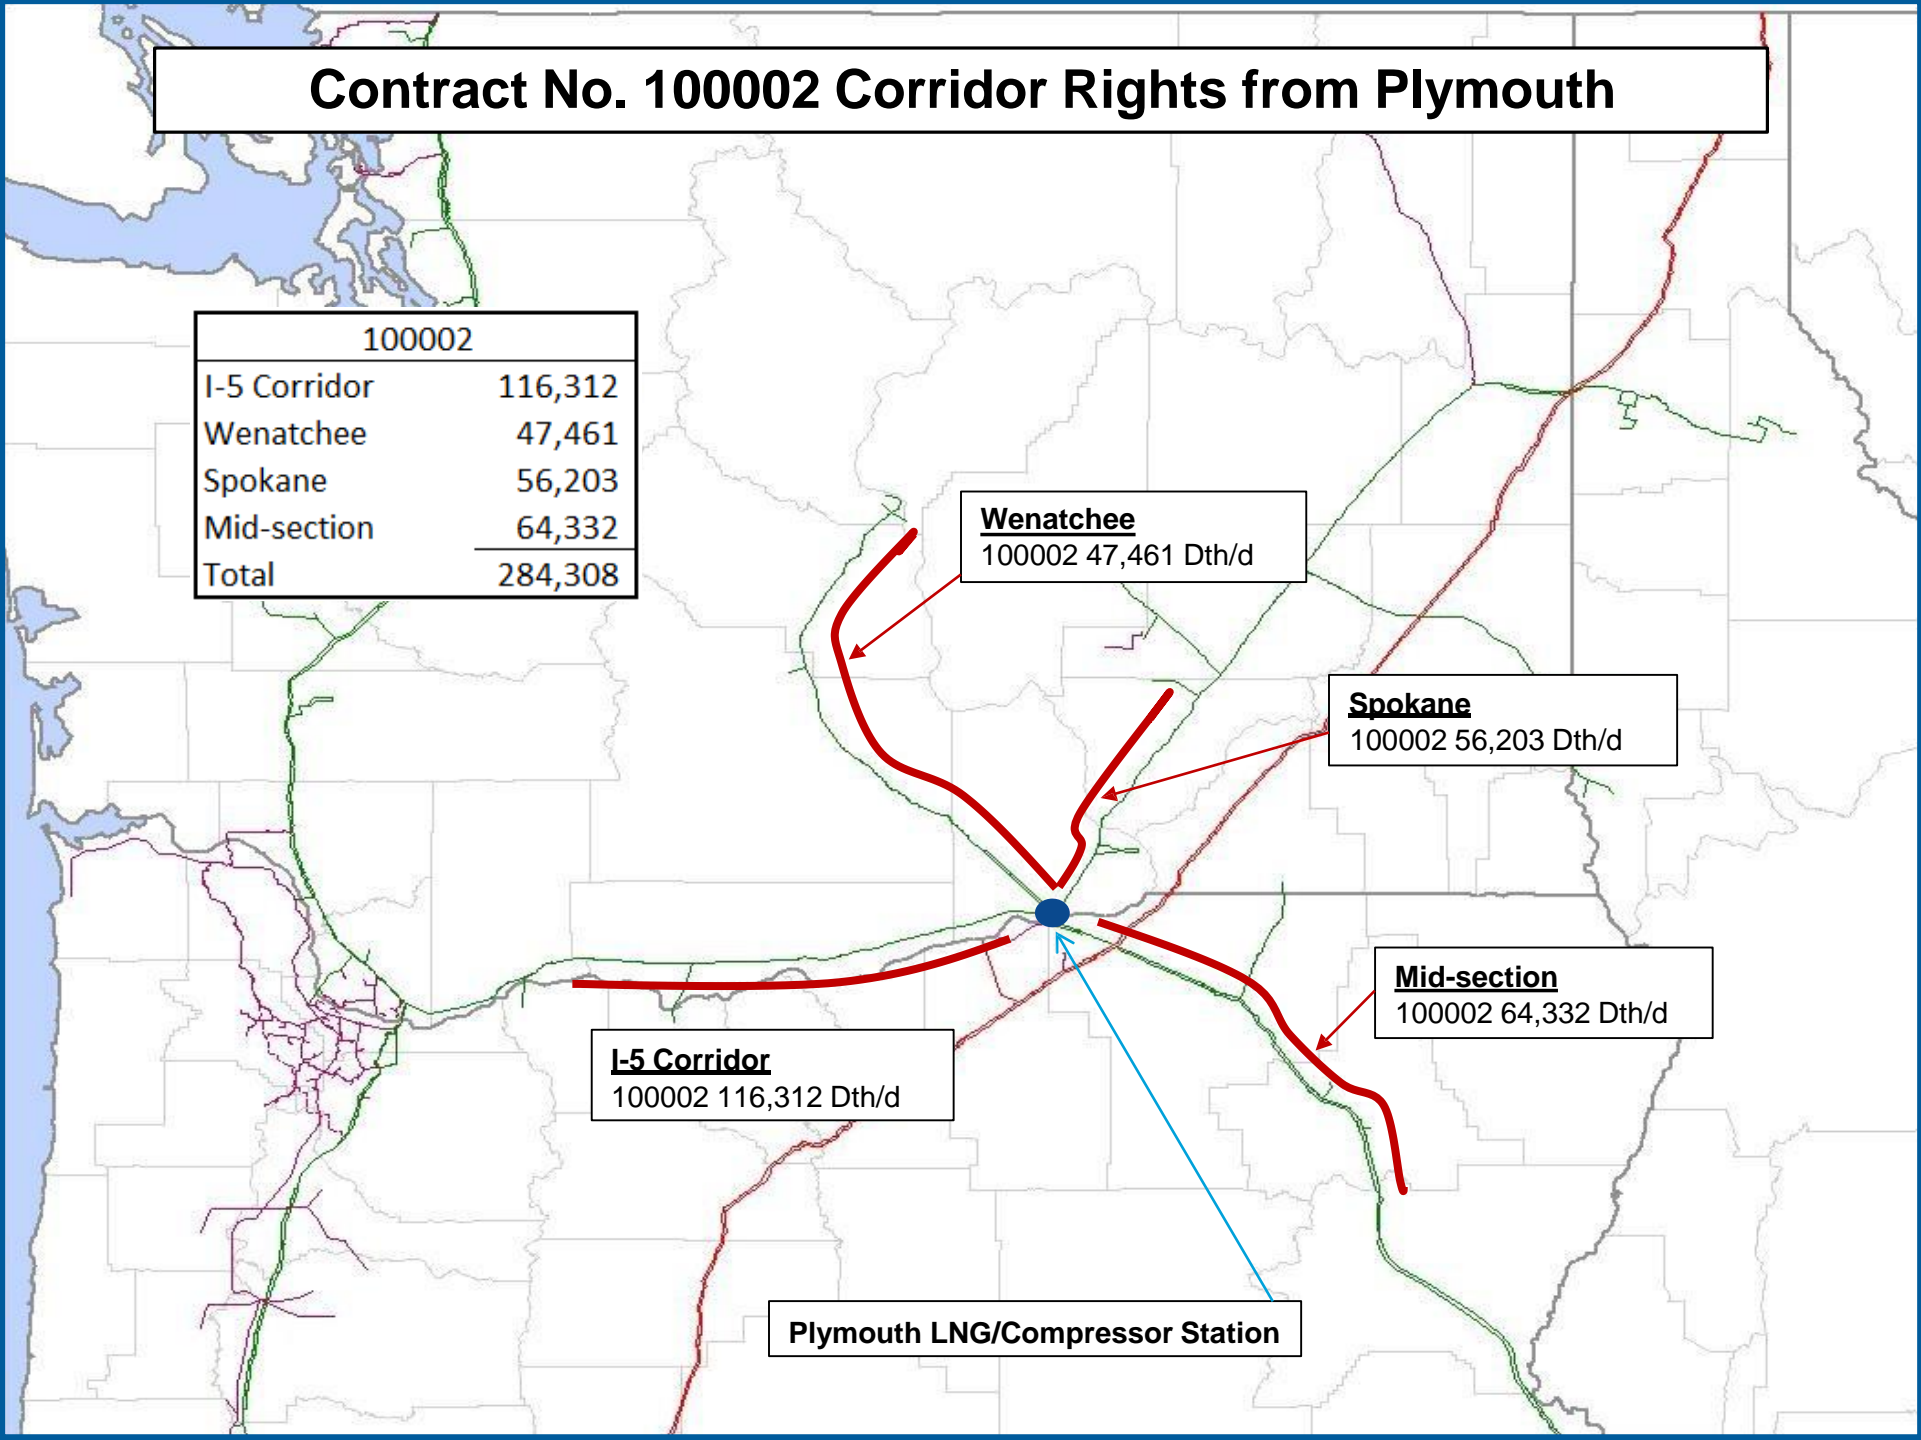 Contract No. 100002 Corridor Rights from Plymouth
100002
I-5 Corridor 116,312
Wenatchee 47,461
Spokane 56,203
Mid-section 64,332
Total 284,308
Wenatchee
100002 47,461 Dth/d
Spokane
100002 56,203 Dth/d
Mid-section
100002 64,332 Dth/d
I-5 Corridor
100002 116,312 Dth/d
Plymouth LNG/Compressor Station